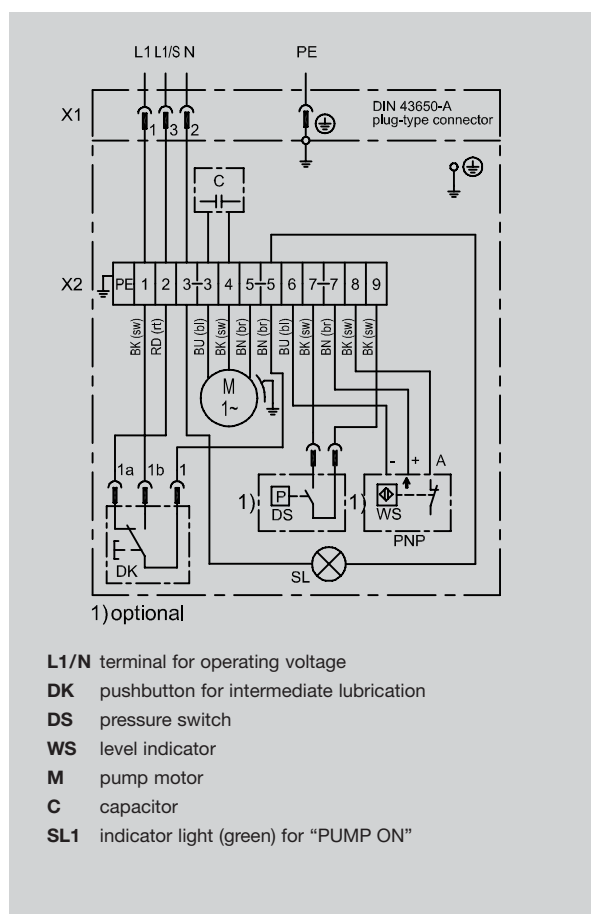 L1 L1/S N PE
X1
1 3 2
DIN 43650-A
plug-type connector
C
X2
PE 1 2 3 3 4 5 5 6 7 7 8 9
BK (sw) RD (rt) BU (bl) BK (sw) BN (br) BN (br) BU (bl) BK (sw) BN (br) BK (sw) BK (sw)
M
1~
- + A
1a 1b 1
1) P 1)
DS WS
PNP
DK
SL
1) optional
L1/N terminal for operating voltage
DK pushbutton for intermediate lubrication
DS pressure switch
WS level indicator
M pump motor
C capacitor
SL1 indicator light (green) for “PUMP ON”